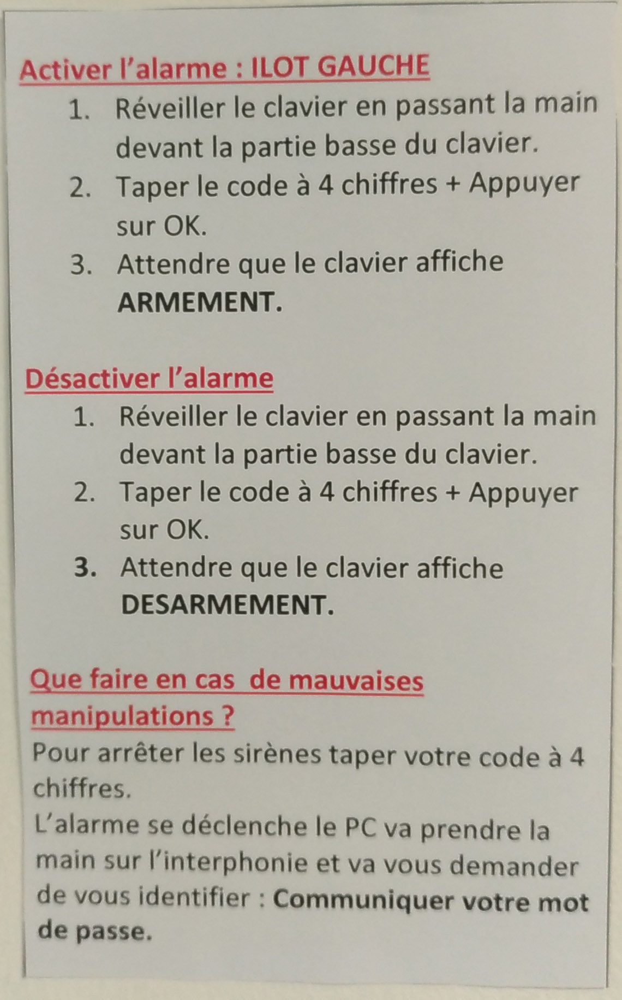 Activer l'alarme : ILOT GAUCHE
1. Réveiller le clavier en passant la main
devant la partie basse du clavier.
2. Taper le code à 4 chiffres + Appuyer
sur OK.
3. Attendre que le clavier affiche
ARMEMENT.
Désactiver l'alarme
1. Réveiller le clavier en passant la main
devant la partie basse du clavier.
2. Taper le code à 4 chiffres + Appuyer
sur OK.
3. Attendre que le clavier affiche
DESARMEMENT.
Que faire en cas  de mauvaises
manipulations ?
Pour arrêter les sirènes taper votre code à 4
chiffres.
L'alarme se déclenche le PC va prendre la
main sur l'interphonie et va vous demander
de vous identifier : Communiquer votre mot
de passe.